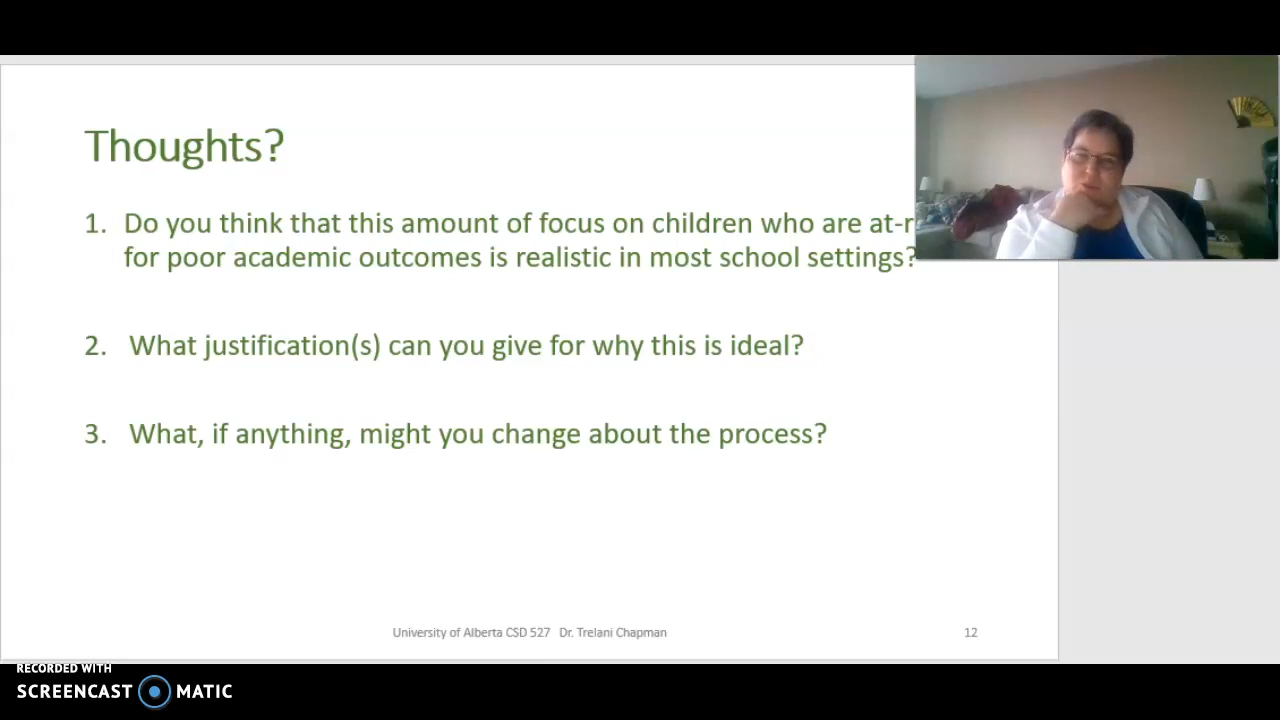 Thoughts?
1. Do you think that this amount of focus on children who are at-r
for poor academic outcomes is realistic in most school settings?
2. What justification(s) can you give for why this is ideal?
3. What, if anything, might you change about the process?
University of Alberta CSD 527 Dr. Trelani Chapman
12
RECORDED WITH
SCREENCAST MATIC